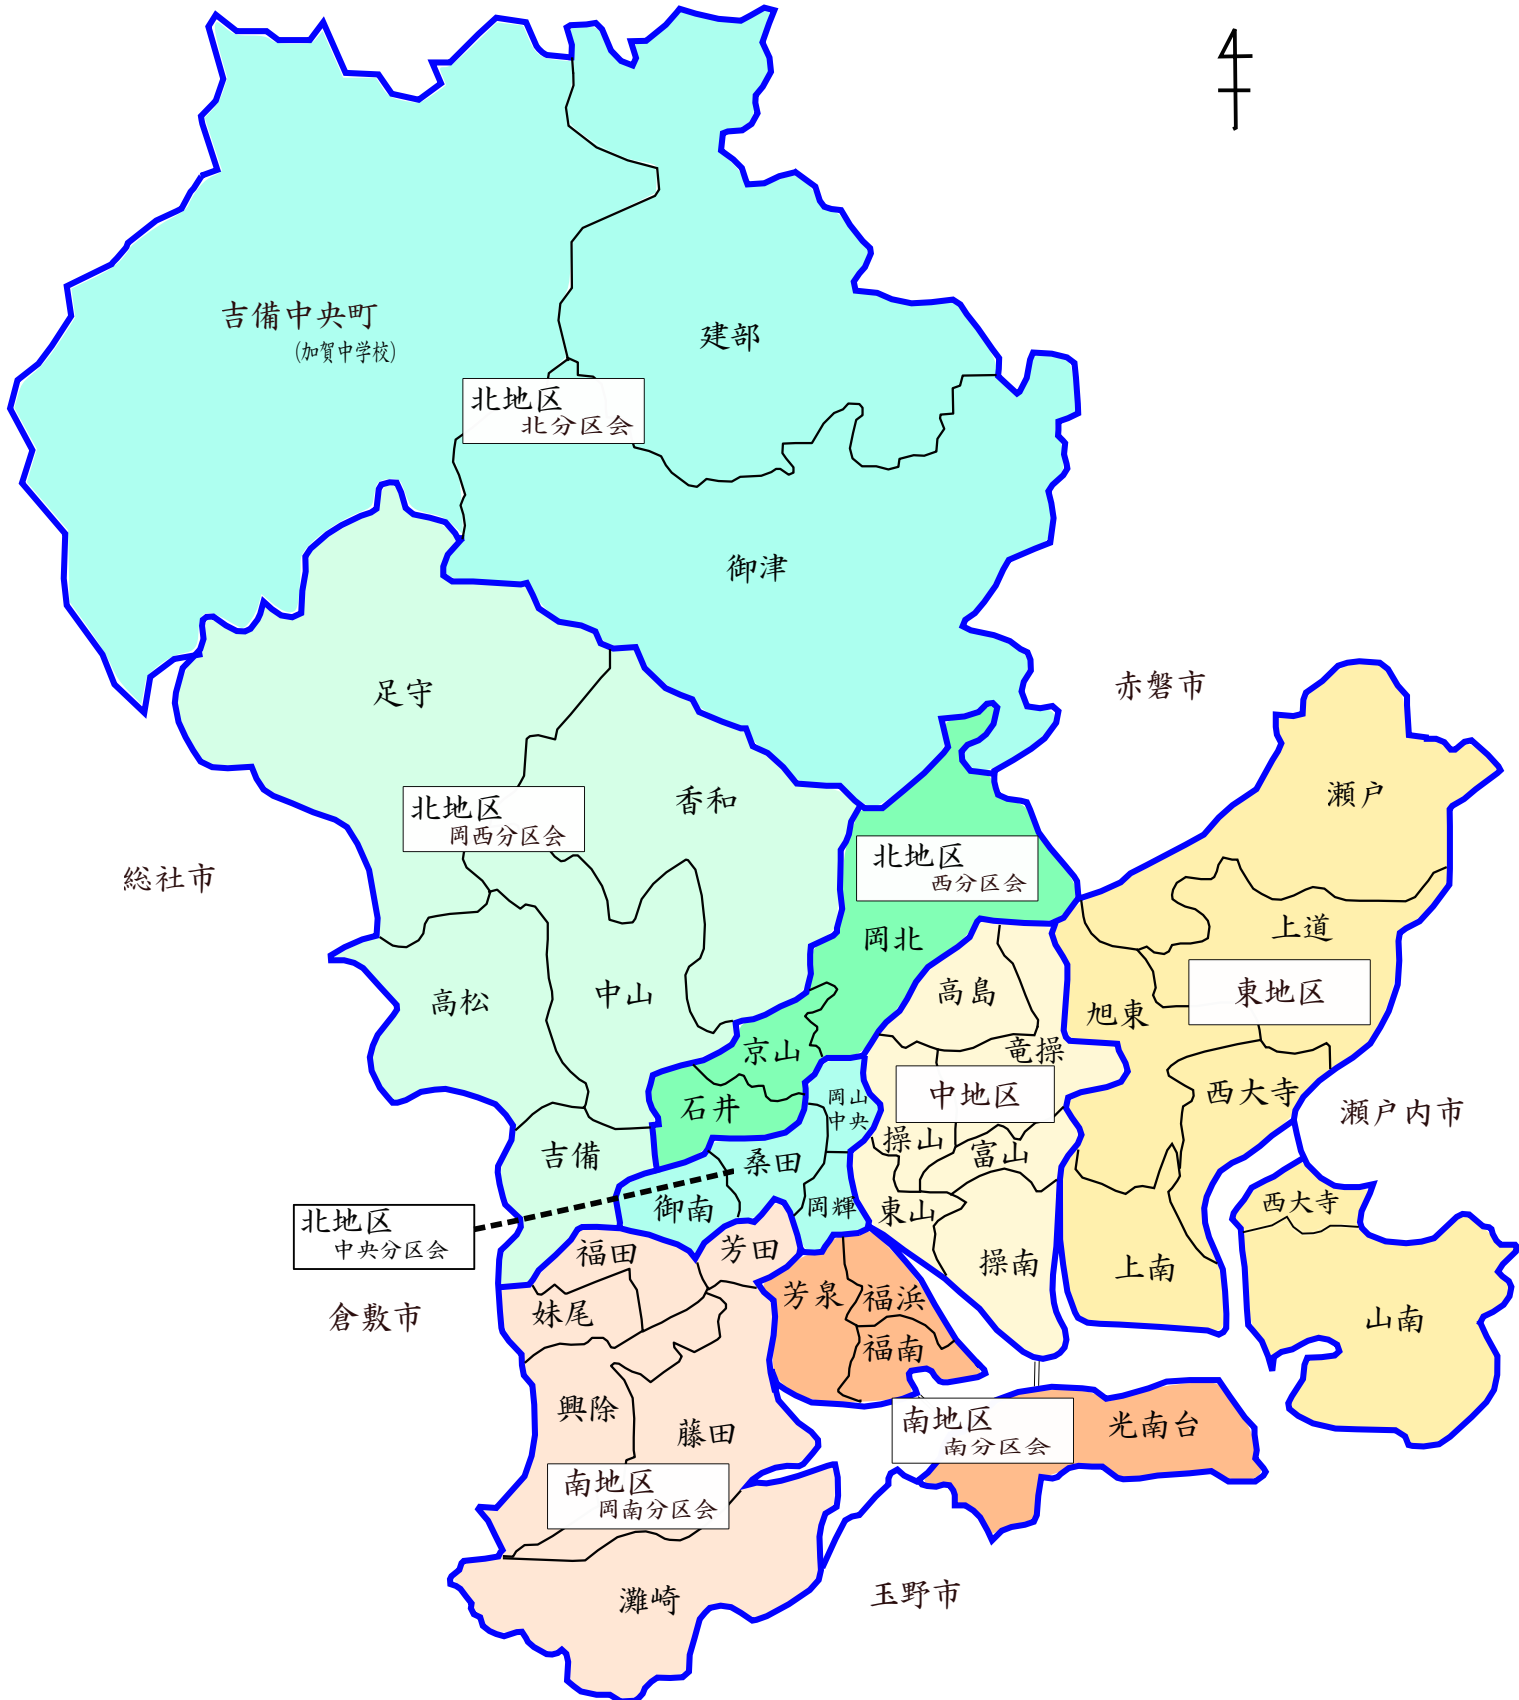 吉備中央町
(加賀中学校)
建部
北地区
北分区会
御津
足守
赤磐市
瀬戸
北地区
岡西分区会
香和
総社市
北地区
西分区会
岡北
上道
高松
中山
高島
東地区
旭東
京山
竜操
石井
岡山
中央
中地区
西大寺
瀬戸内市
吉備
桑田
操山
富山
御南
岡輝
東山
西大寺
北地区
中央分区会
福田
芳田
操南
上南
妹尾
芳泉
福浜
倉敷市
福南
山南
興除
藤田
南地区
南分区会
光南台
南地区
岡南分区会
灘崎
玉野市